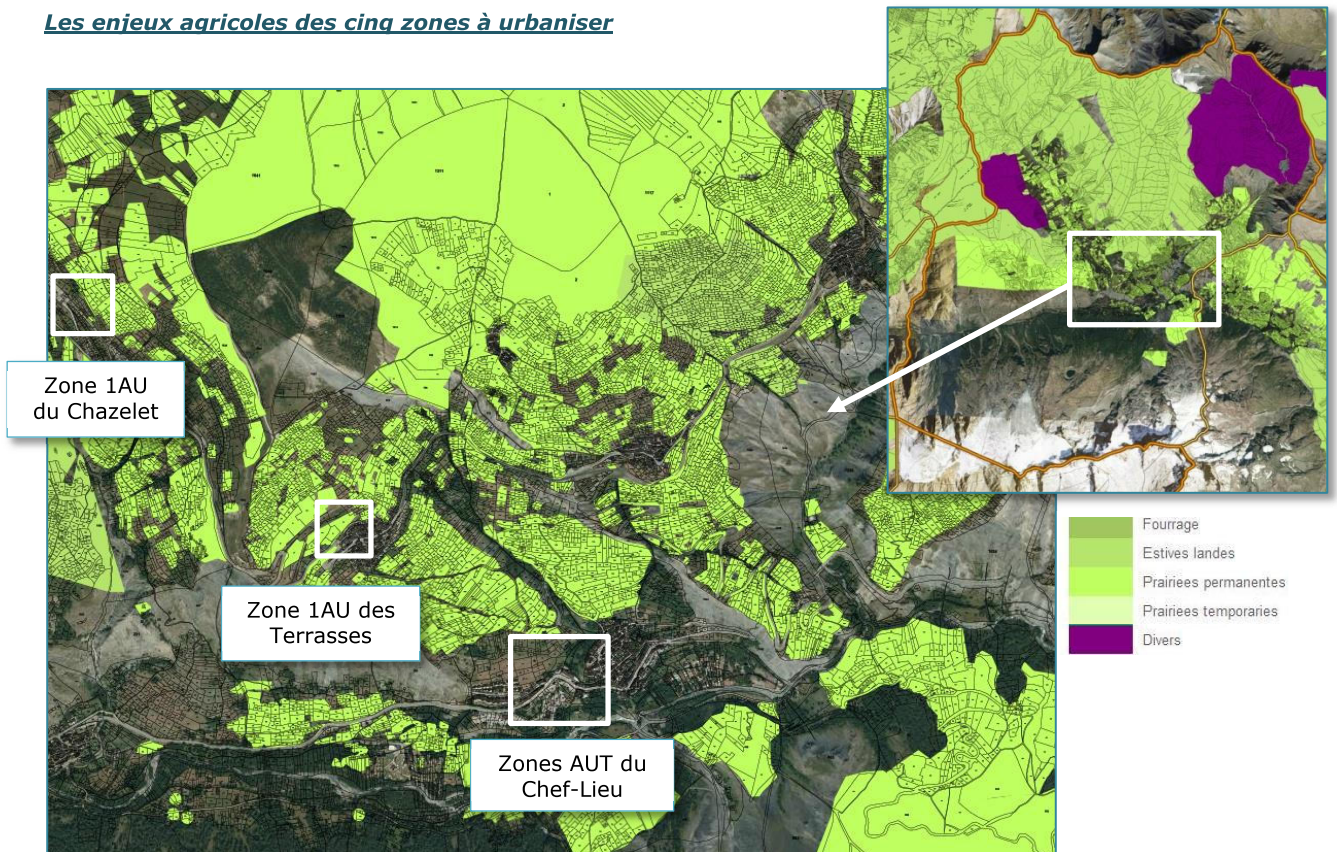 Les enjeux agricoles des cinq zones à urbaniser
Zone 1AU
du Chazelet
Zone 1AU des
Terrasses
Zones AUT du
Chef-Lieu
Fourrage
Estives landes
Prairiees permanentes
Prairiees temporaries
Divers